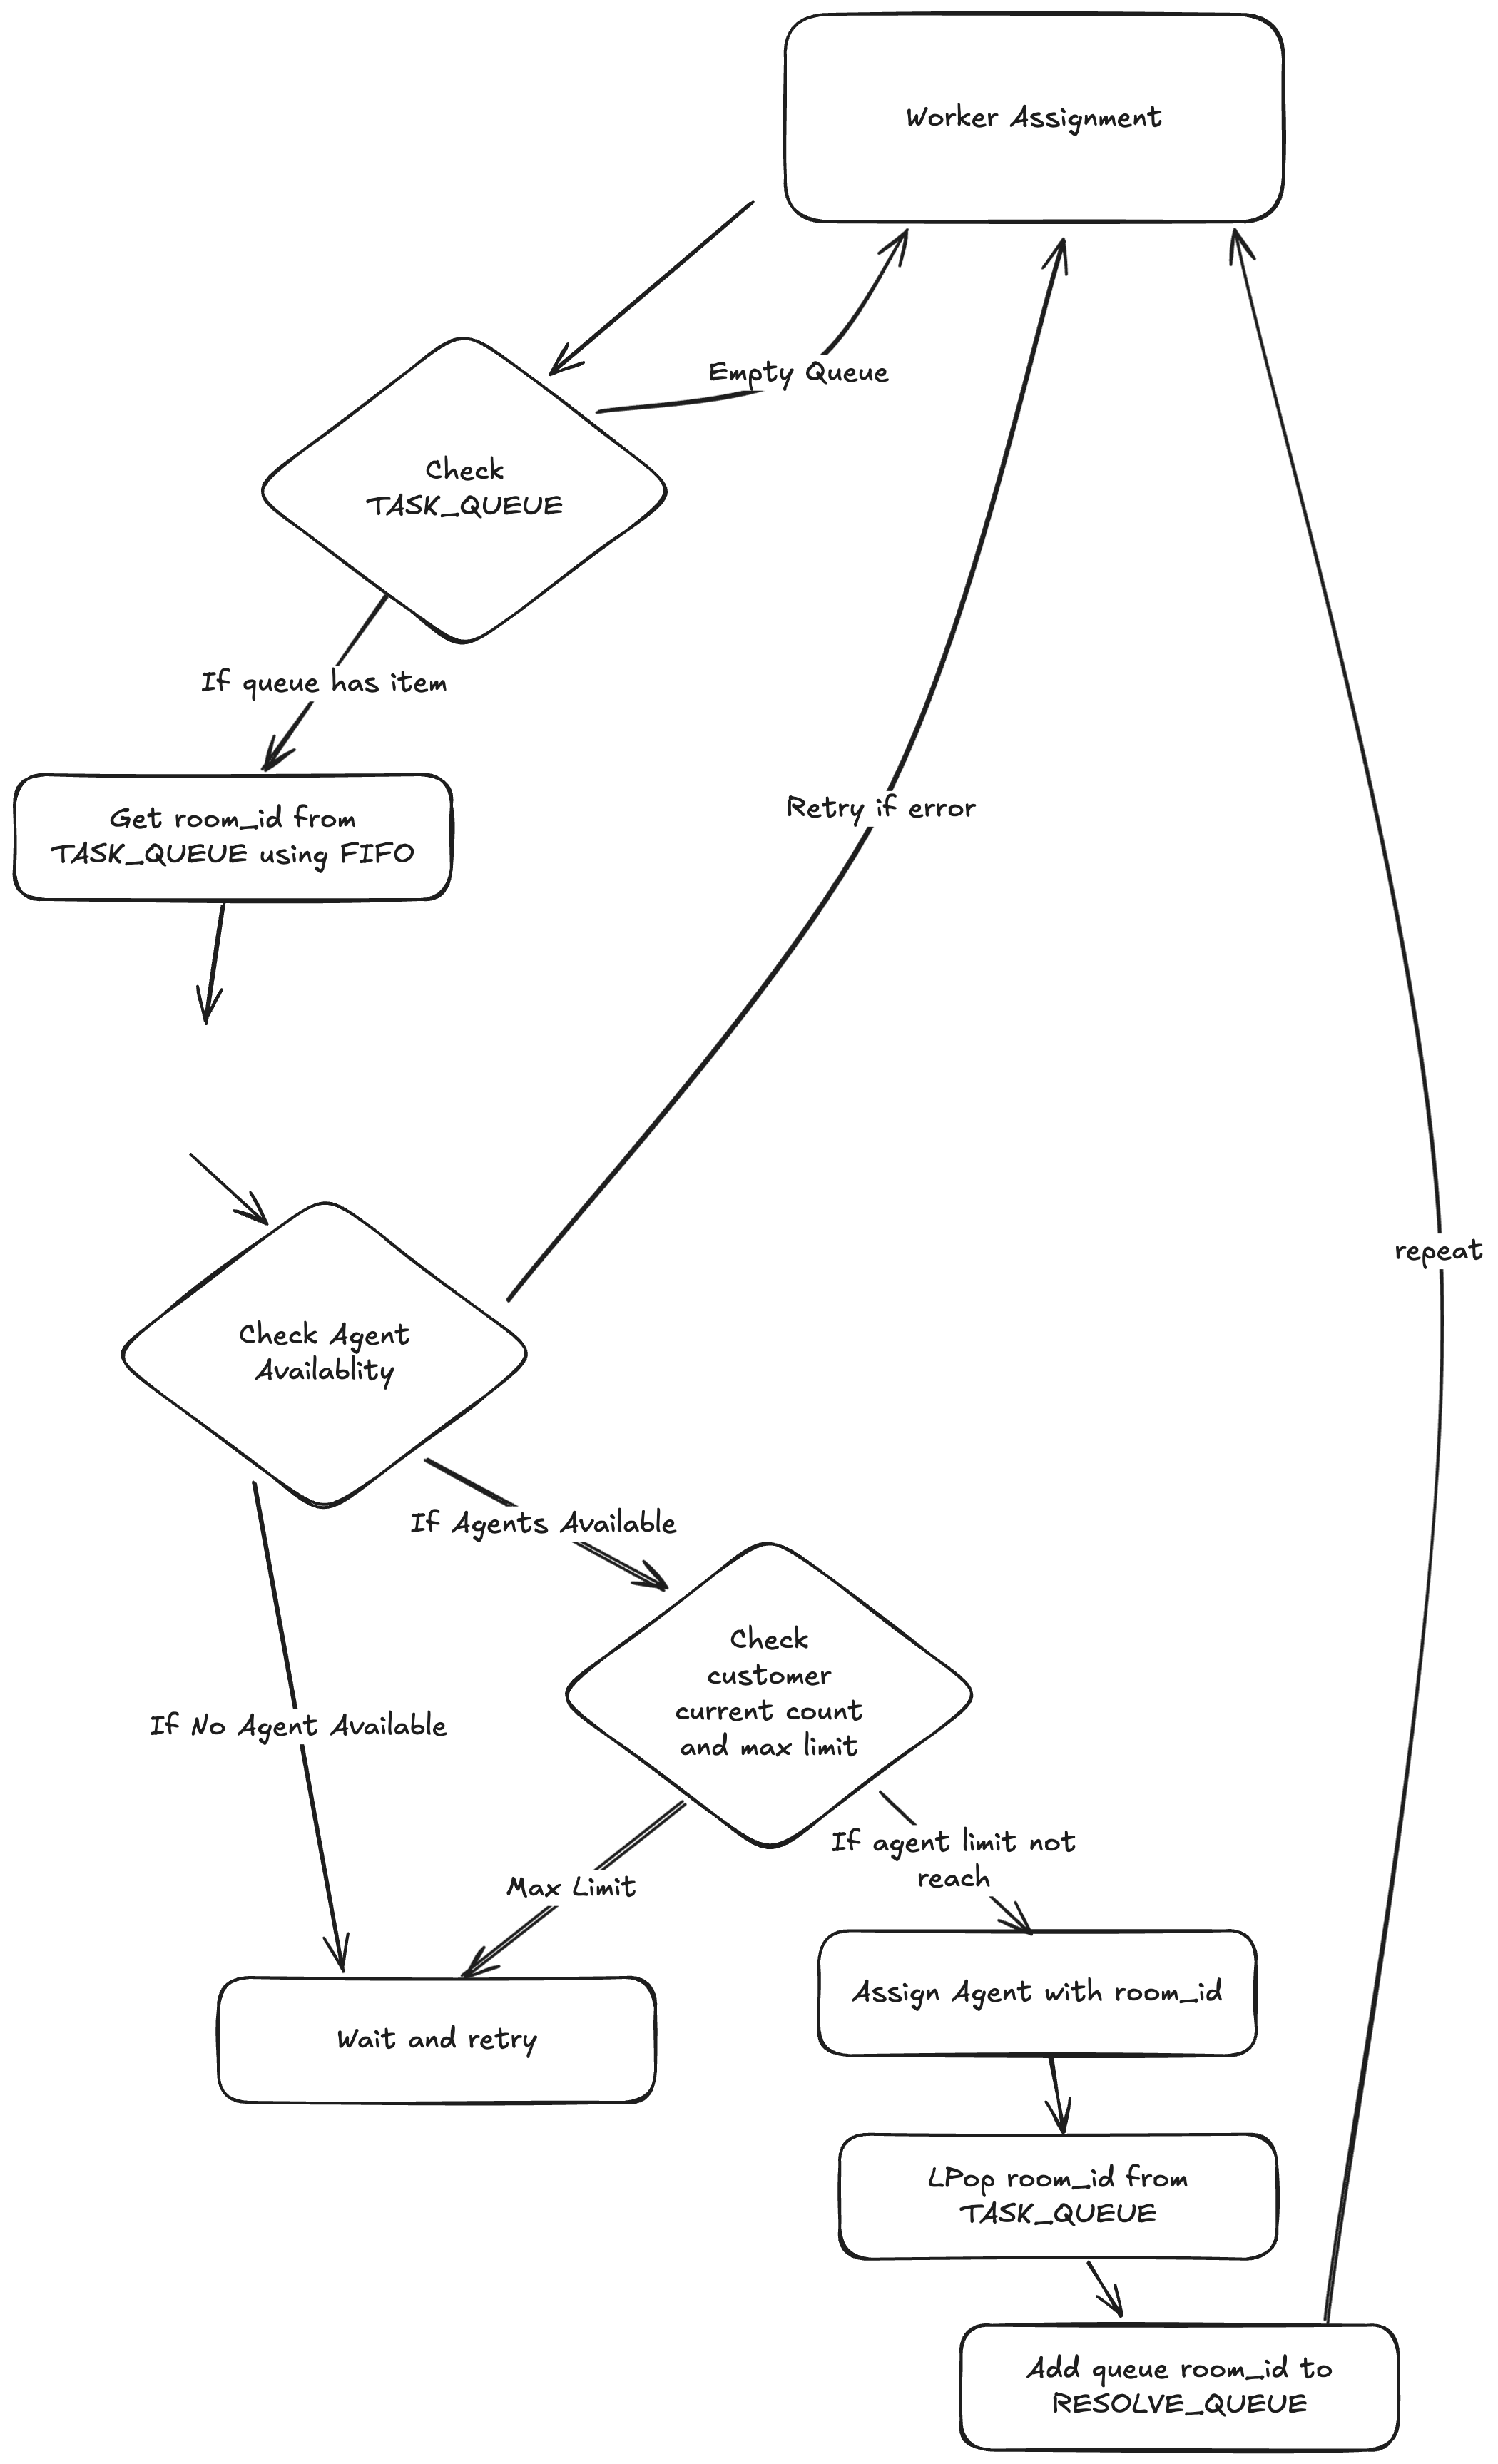 Worker Assignment
Empty Queue
Check
TASK_QUEUE
If queue has item
Get room_id from
TASK_QUEUE using FIFO
Retry if error
repeat
Check Agent
Availablity
If Agents Available
Check
customer
current count
and max limit
If No Agent Available
If agent limit not
reach
Max Limit
Assign Agent with room_id
Wait and retry
LPop room_id from
TASK_QUEUE
Add queue room_id to
RESOLVE_QUEUE